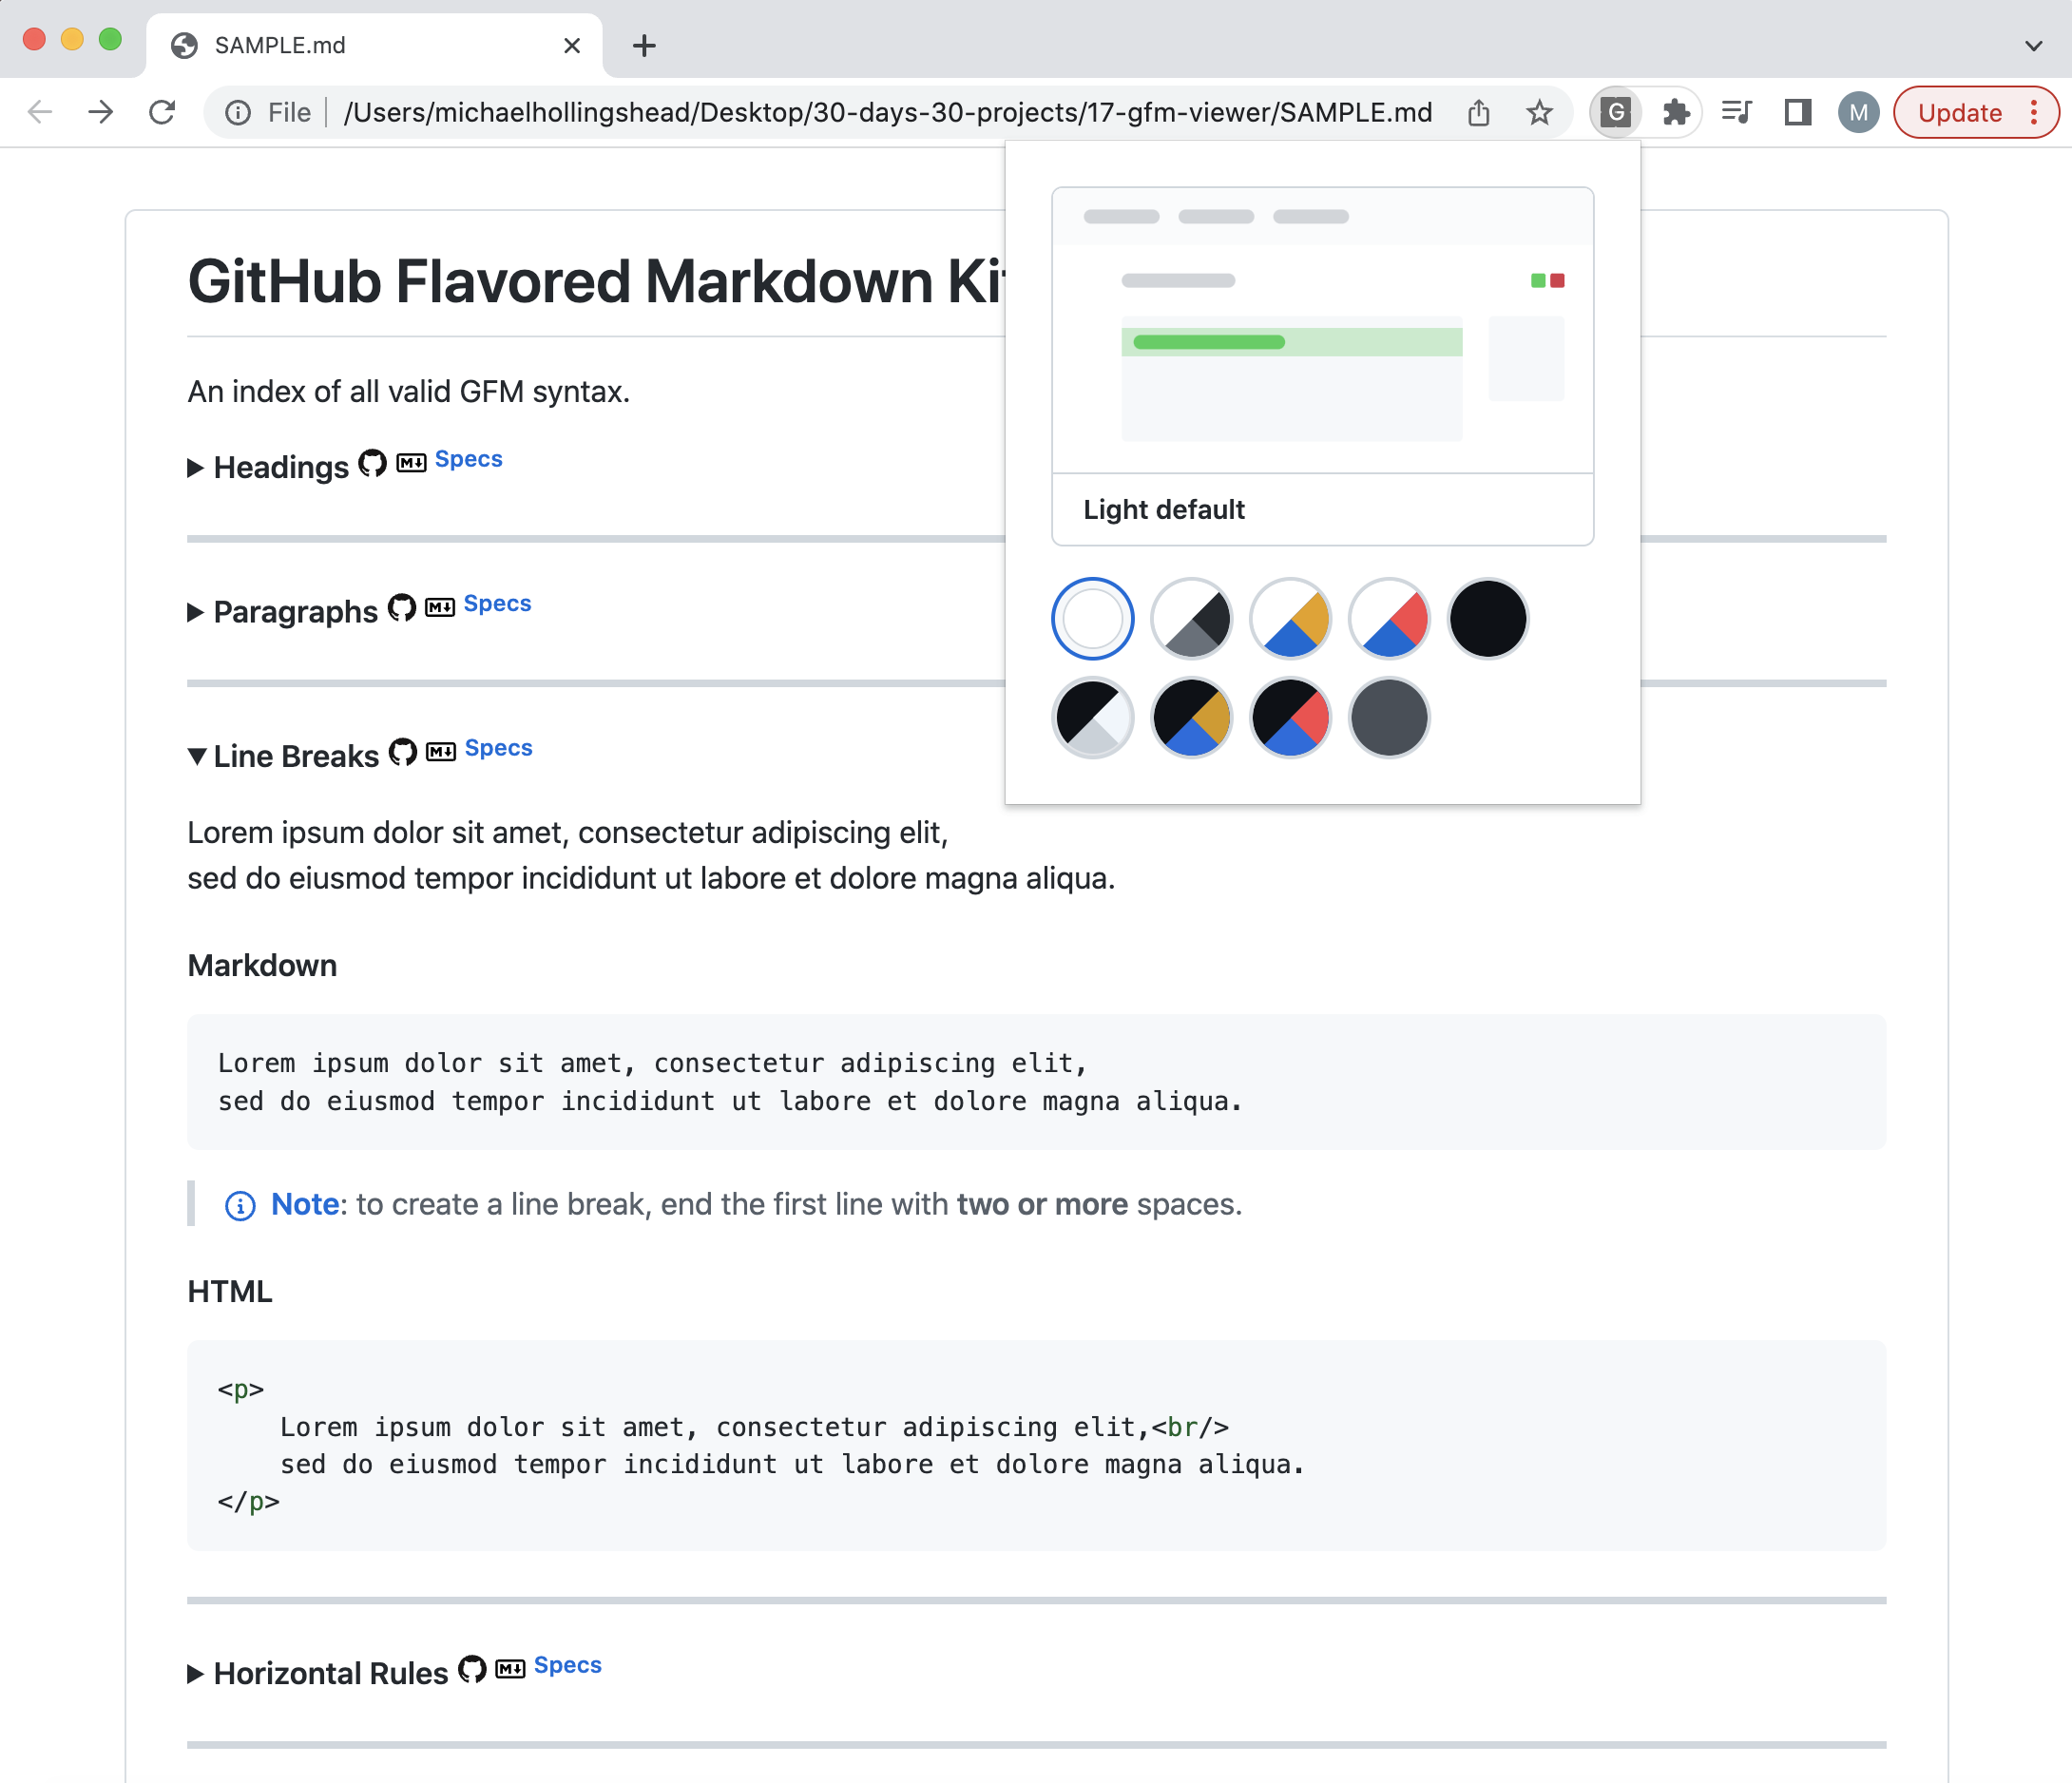 SAMPLE.md
File
/Users/michaelhollingshead/Desktop/30-days-30-projects/17-gfm-viewer/SAMPLE.md
G
M
Update
GitHub Flavored Markdown Ki
An index of all valid GFM syntax.
Headings M Specs
Paragraphs M Specs
Light default
Line Breaks M Specs
Lorem ipsum dolor sit amet, consectetur adipiscing elit,
sed do eiusmod tempor incididunt ut labore et dolore magna aliqua.
Markdown
Lorem ipsum dolor sit amet, consectetur adipiscing elit,
sed do eiusmod tempor incididunt ut labore et dolore magna aliqua.
Note: to create a line break, end the first line with two or more spaces.
HTML
<p>
Lorem ipsum dolor sit amet, consectetur adipiscing elit,<br/>
sed do eiusmod tempor incididunt ut labore et dolore magna aliqua.
</p>
Horizontal Rules M Specs